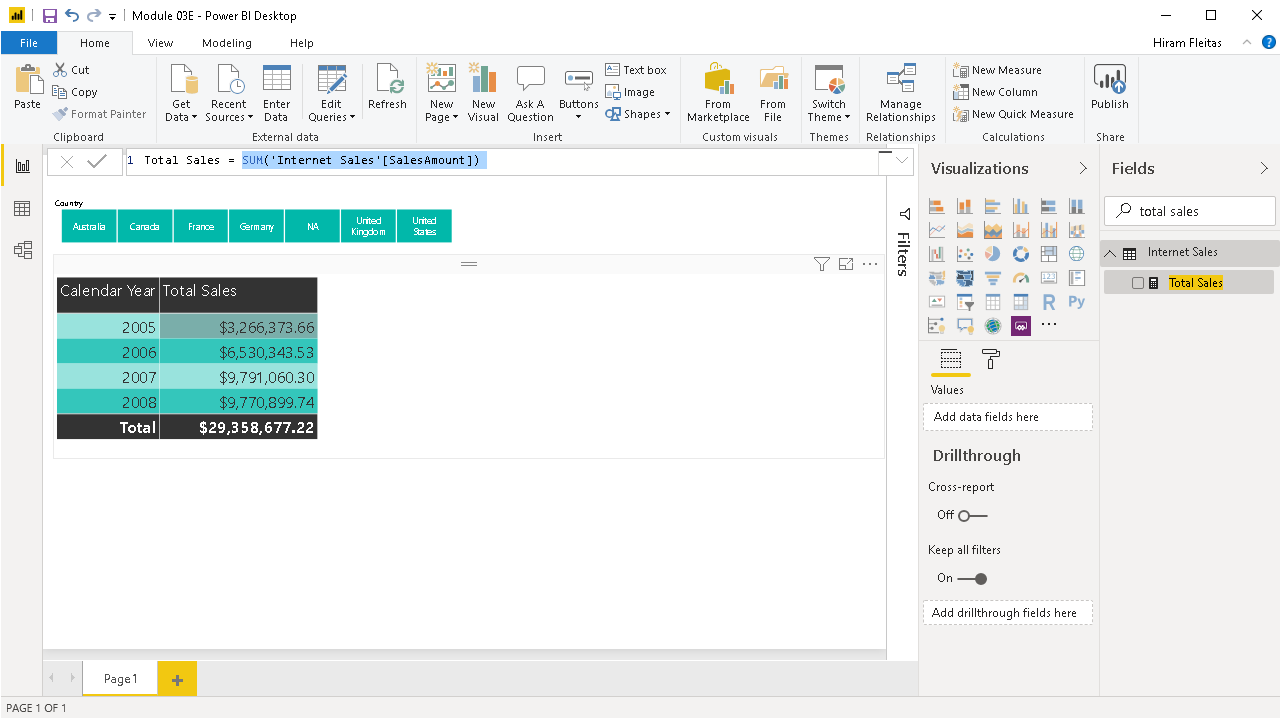 Module 03E - Power BI Desktop
File Home View Modeling Help Hiram Fleitas
Paste
Cut
Copy
Format Painter
Clipboard
Get Data
Recent Sources
Enter Data
Edit Queries
Refresh
External data
New Page
New Visual
Ask A Question
Buttons
Text box
Image
Shapes
Insert
From Marketplace
From File
Custom visuals
Switch Theme
Themes
Manage Relationships
Relationships
New Measure
New Column
New Quick Measure
Calculations
Publish
Share
1 Total Sales = SUM('Internet Sales'[SalesAmount])
Country
Australia Canada France Germany NA United Kingdom United States
Calendar Year Total Sales
2005 $3,266,373.66
2006 $6,530,343.53
2007 $9,791,060.30
2008 $9,770,899.74
Total $29,358,677.22
Filters
Visualizations
R Py
Values
Add data fields here
Drillthrough
Cross-report
Off
Keep all filters
On
Add drillthrough fields here
Fields
total sales
Internet Sales
Total Sales
Page1
PAGE 1 OF 1